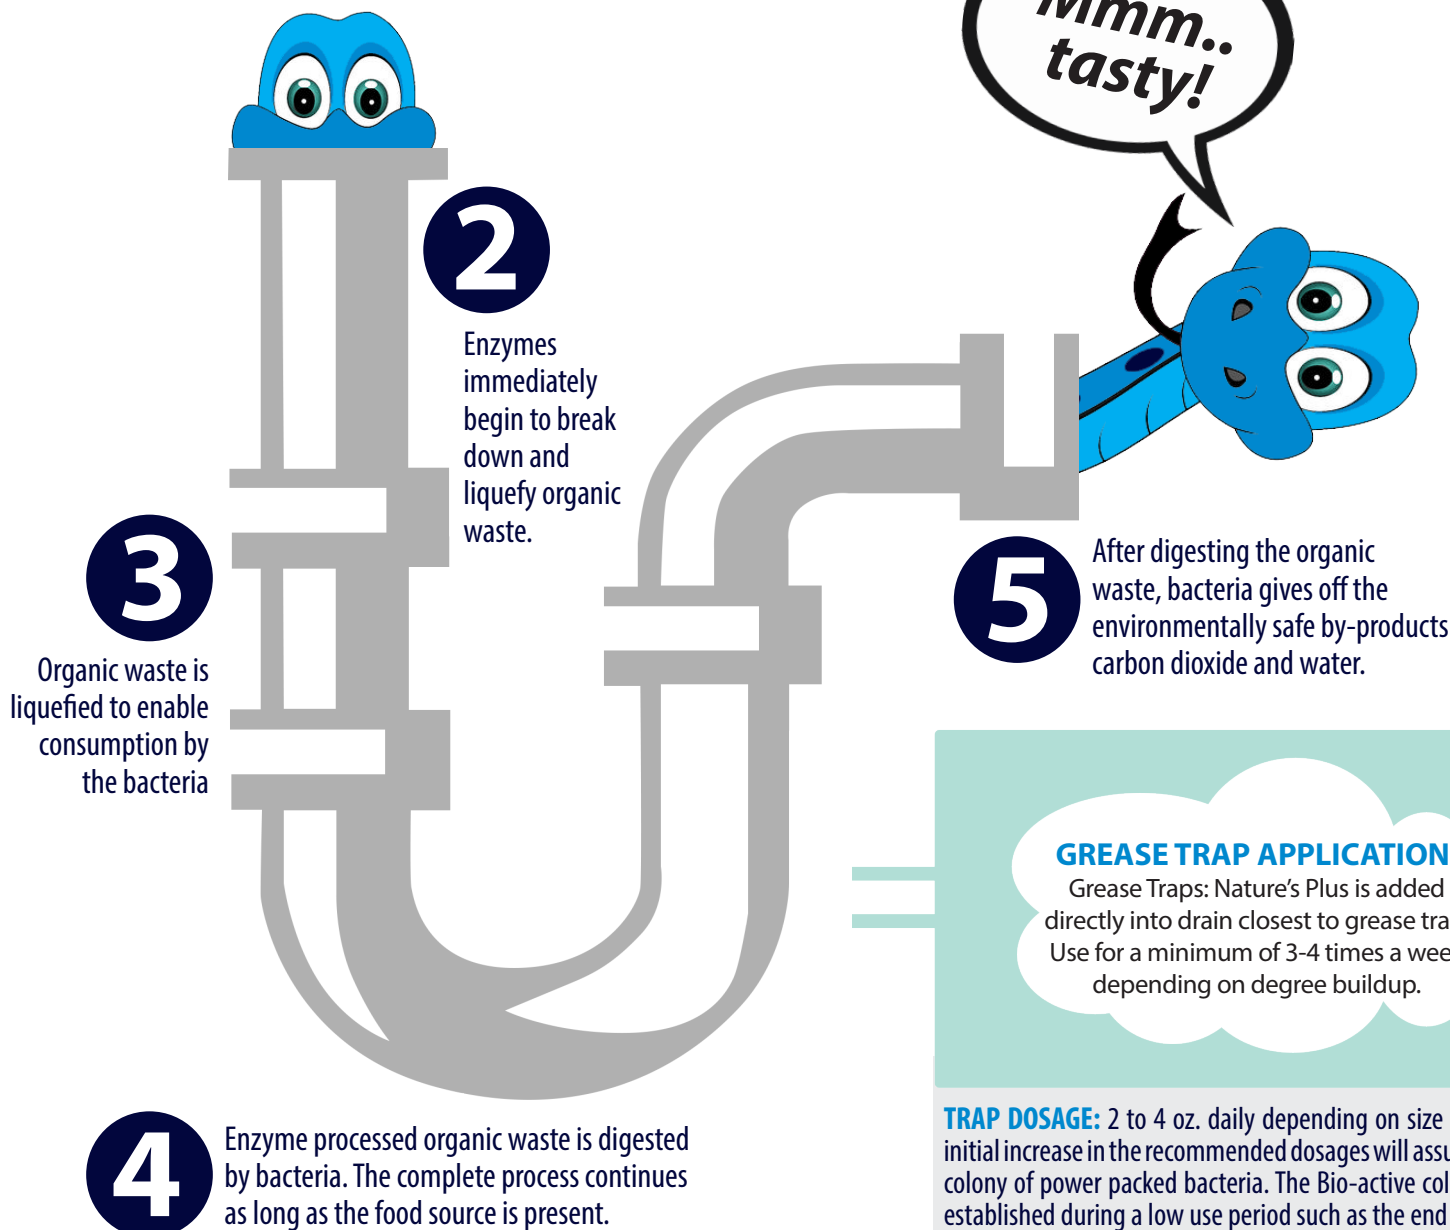 Mmm..
tasty!
2
Enzymes
immediately
begin to break
down and
liquefy organic
waste.
3
Organic waste is
liquefied to enable
consumption by
the bacteria
4
Enzyme processed organic waste is digested
by bacteria. The complete process continues
as long as the food source is present.
5
After digesting the organic
waste, bacteria gives off the
environmentally safe by-products
carbon dioxide and water.
GREASE TRAP APPLICATION
Grease Traps: Nature's Plus is added
directly into drain closest to grease
Use for a minimum of 3-4 times a
depending on degree buildup.
TRAP DOSAGE: 2 to 4 oz. daily depending on size
initial increase in the recommended dosages will
colony of power packed bacteria. The Bio-active
established during a low use period such as the end